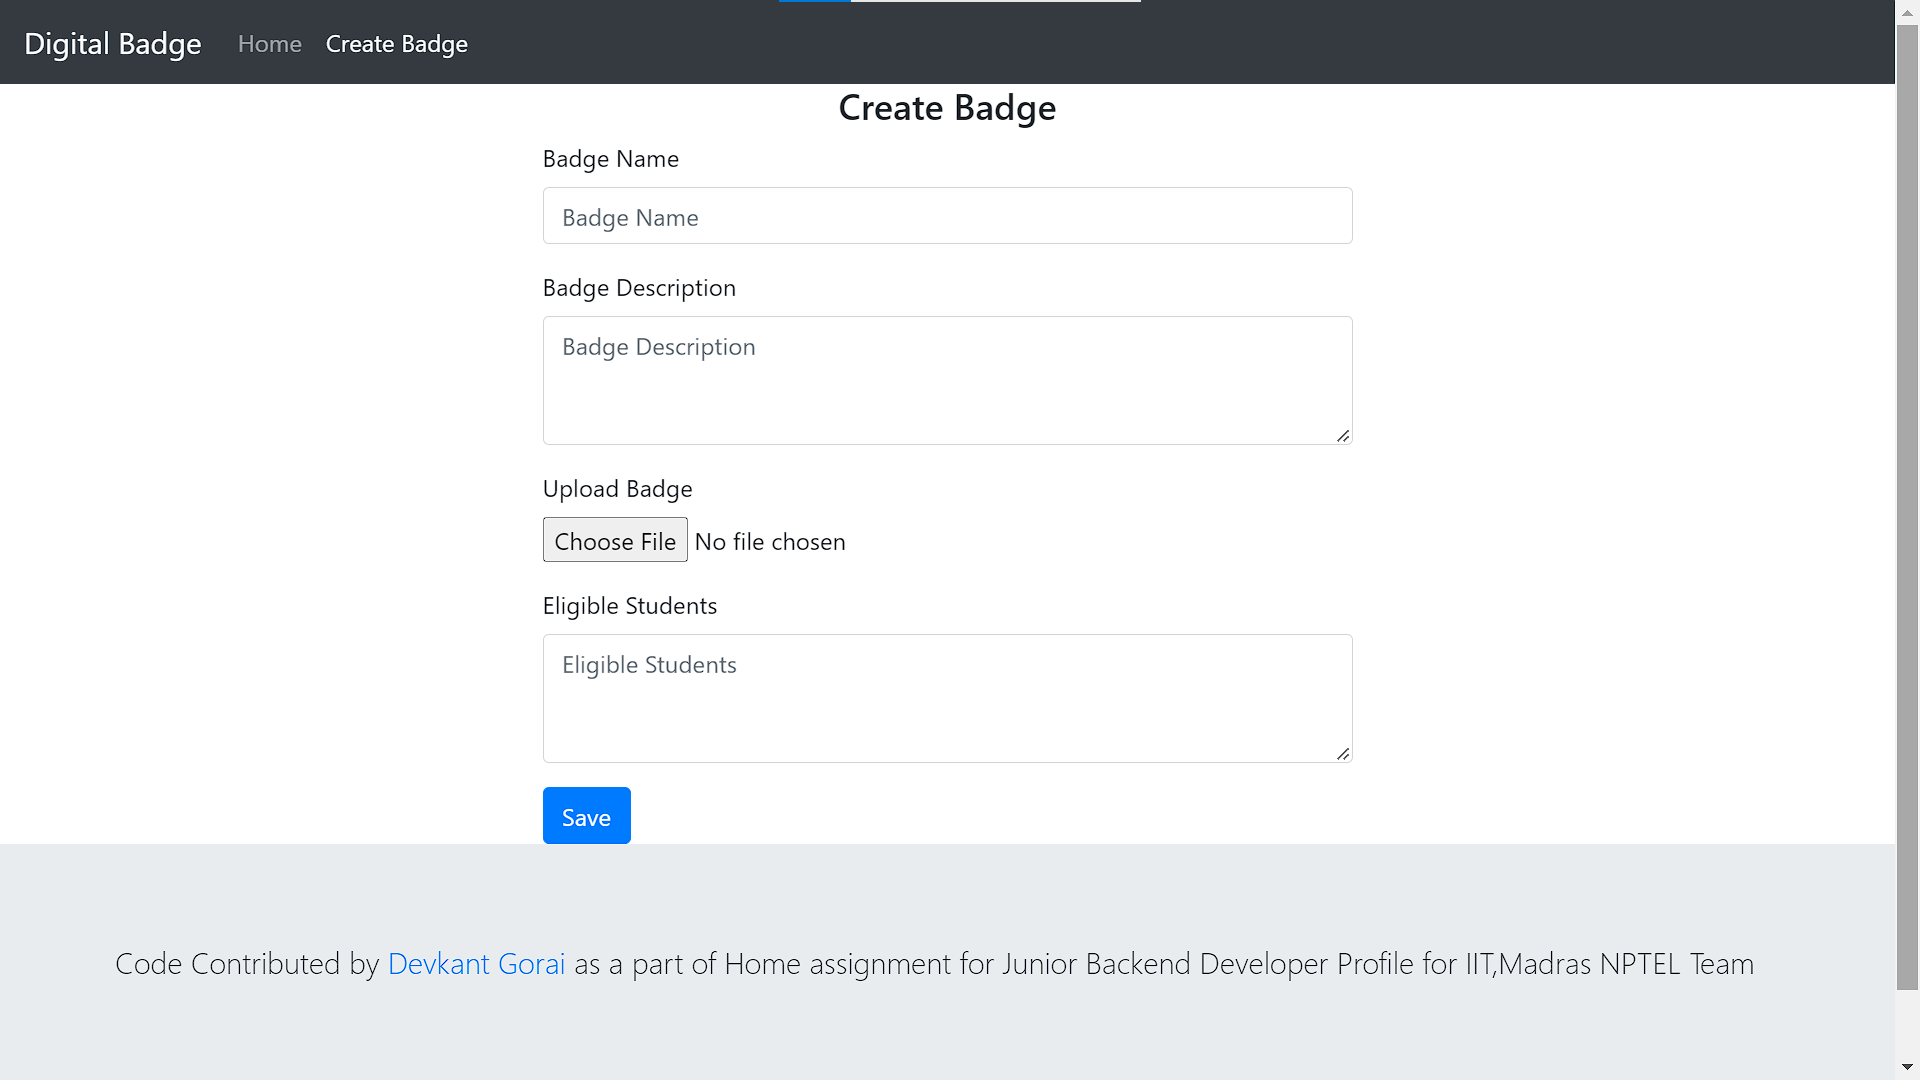 Digital Badge Home Create Badge
Create Badge
Badge Name
Badge Name
Badge Description
Badge Description
Upload Badge
Choose File No file chosen
Eligible Students
Eligible Students
Save
Code Contributed by Devkant Gorai as a part of Home assignment for Junior Backend Developer Profile for IIT,Madras NPTEL Team